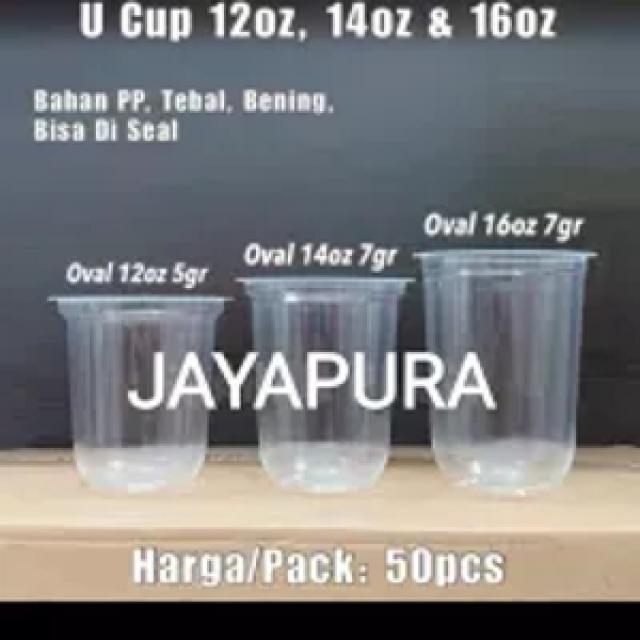 U Cup 12oz, 14oz & 16oz
Bahan PP, Tebal, Bening,
Bisa Di Seal
Oval 16oz 7gr
Oval 14oz 7gr
Oval 12oz 5gr
JAYAPURA
Harga/Pack: 50pcs